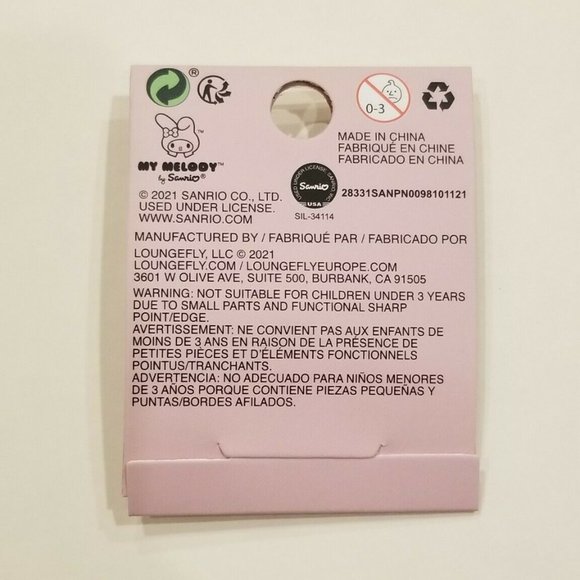 ®
0-3
MADE IN CHINA
FABRIQUÉ EN CHINE
FABRICADO EN CHINA
MY MELODY™
by Sanrio®
© 2021 SANRIO CO., LTD.
USED UNDER LICENSE.
WWW.SANRIO.COM
Sanrio
USA
SIL-34114
28331SANPN0098101121
MANUFACTURED BY / FABRIQUÉ PAR / FABRICADO POR
LOUNGEFLY, LLC © 2021
LOUNGEFLY.COM / LOUNGEFLYEUROPE.COM
3601 W OLIVE AVE, SUITE 500, BURBANK, CA 91505
WARNING: NOT SUITABLE FOR CHILDREN UNDER 3 YEARS
DUE TO SMALL PARTS AND FUNCTIONAL SHARP
POINT/EDGE.
AVERTISSEMENT: NE CONVIENT PAS AUX ENFANTS DE
MOINS DE 3 ANS EN RAISON DE LA PRÉSENCE DE
PETITES PIÈCES ET D'ÉLÉMENTS FONCTIONNELS
POINTUS/TRANCHANTS.
ADVERTENCIA: NO ADECUADO PARA NIÑOS MENORES
DE 3 AÑOS PORQUE CONTIENE PIEZAS PEQUEÑAS Y
PUNTAS/BORDES AFILADOS.